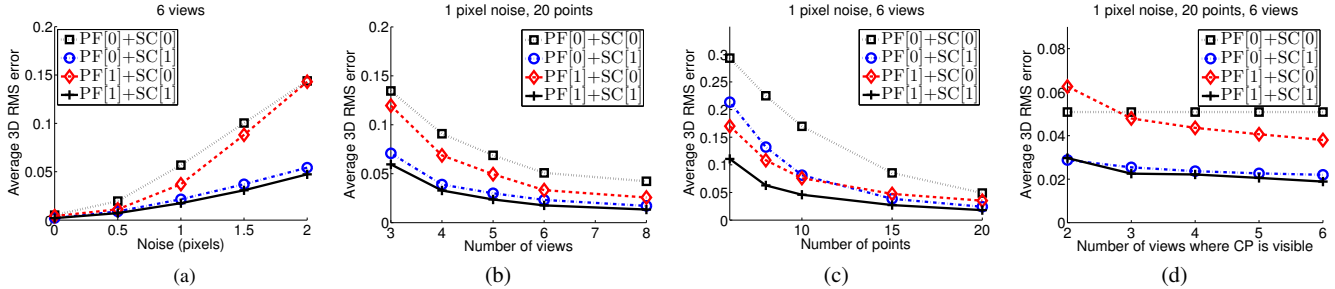 6 views
0.2
0.15
0.1
0.05
0
Average 3D RMS error
PF[0]+SC[0]
PF[0]+SC[1]
PF[1]+SC[0]
PF[1]+SC[1]
0 0.5 1 1.5 2
Noise (pixels)
(a)
1 pixel noise, 20 points
0.2
0.15
0.1
0.05
0
Average 3D RMS error
PF[0]+SC[0]
PF[0]+SC[1]
PF[1]+SC[0]
PF[1]+SC[1]
3 4 5 6 7 8
Number of views
(b)
1 pixel noise, 6 views
0.3
0.25
0.2
0.15
0.1
0.05
0
Average 3D RMS error
PF[0]+SC[0]
PF[0]+SC[1]
PF[1]+SC[0]
PF[1]+SC[1]
10 15 20
Number of points
(c)
1 pixel noise, 20 points, 6 views
0.08
0.06
0.04
0.02
0
Average 3D RMS error
PF[0]+SC[0]
PF[0]+SC[1]
PF[1]+SC[0]
PF[1]+SC[1]
2 3 4 5 6
Number of views where CP is visible
(d)